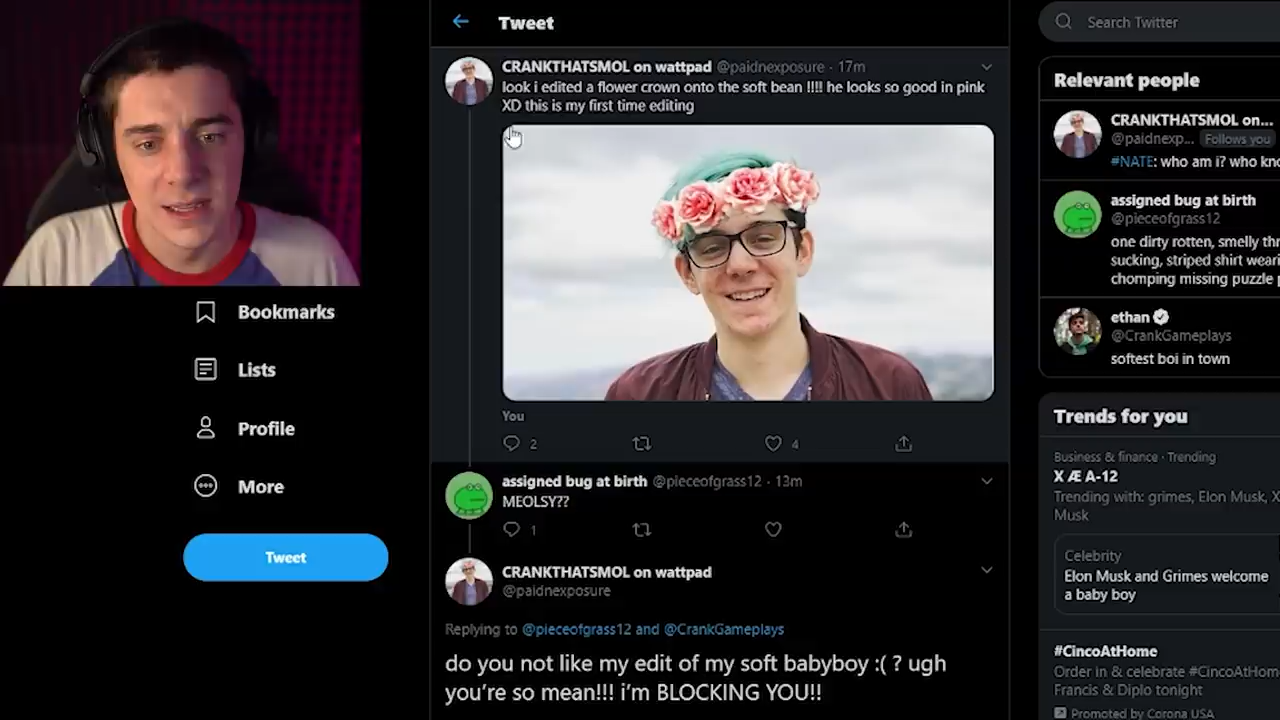 Tweet
Search Twitter
CRANKTHATSMOL on wattpad @paidnexposure · 17m
look i edited a flower crown onto the soft bean !!!! he looks so good in pink
XD this is my first time editing
You
2
4
assigned bug at birth @pieceofgrass12 · 13m
MEOLSY??
1
CRANKTHATSMOL on wattpad
@paidnexposure
Replying to @pieceofgrass12 and @CrankGameplays
do you not like my edit of my soft babyboy :( ? ugh
you're so mean!!! i'm BLOCKING YOU!!
Bookmarks
Lists
Profile
More
Tweet
Relevant people
CRANKTHATSMOL on...
@paidnexp... Follows you
#NATE: who am i? who kno
assigned bug at birth
@pieceofgrass12
one dirty rotten, smelly thr
sucking, striped shirt weari
chomping missing puzzle p
ethan
@CrankGameplays
softest boi in town
Trends for you
Business & finance · Trending
X Æ A-12
Trending with: grimes, Elon Musk, X
Musk
Celebrity
Elon Musk and Grimes welcome
a baby boy
#CincoAtHome
Order in & celebrate #CincoAtHom
Francis & Diplo tonight
Promoted by Corona USA